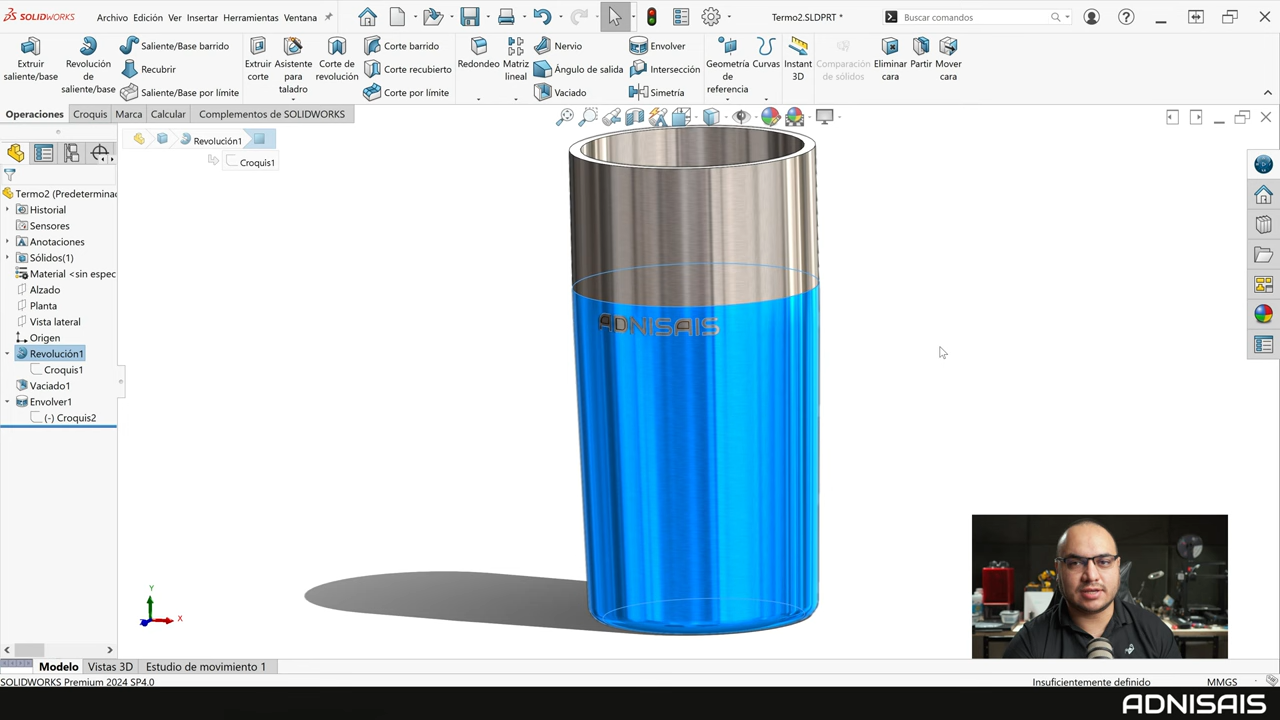 SOLIDWORKS
Archivo Edición Ver Insertar Herramientas Ventana
Termo2.SLDPRT *
Buscar comandos
Extruir saliente/base
Revolución de saliente/base
Saliente/Base barrido
Recubrir
Saliente/Base por límite
Extruir corte
Asistente para taladro
Corte de revolución
Corte barrido
Corte recubierto
Corte por límite
Redondeo
Matriz lineal
Nervio
Ángulo de salida
Vaciado
Envolver
Intersección
Simetría
Geometría de referencia
Curvas
Instant 3D
Comparación de sólidos
Eliminar cara
Partir
Mover cara
Operaciones Croquis Marca Calcular Complementos de SOLIDWORKS
Revolución1
Croquis1
Termo2 (Predeterminad
Historial
Sensores
Anotaciones
Sólidos(1)
Material <sin espec
Alzado
Planta
Vista lateral
Origen
Revolución1
Croquis1
Vaciado1
Envolver1
(-) Croquis2
ADNISAIS
Y
X
Modelo Vistas 3D Estudio de movimiento 1
SOLIDWORKS Premium 2024 SP4.0
Insuficientemente definido
MMGS
ADNISAIS